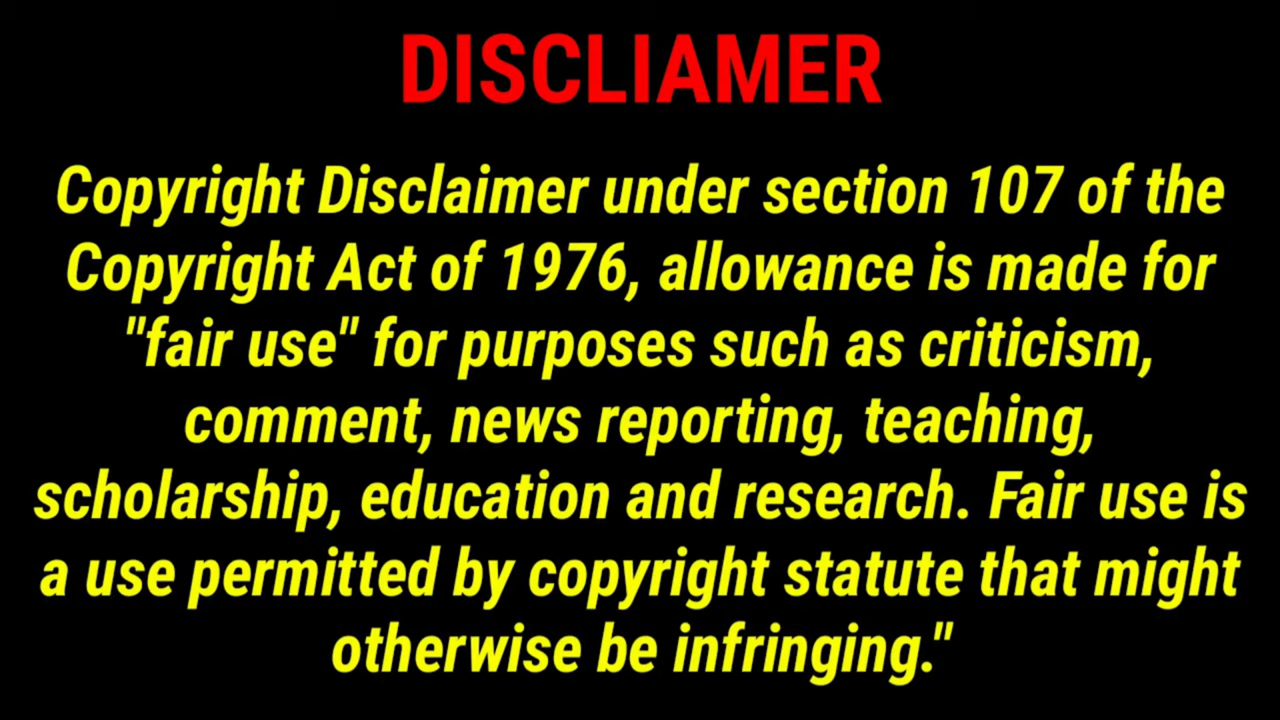 DISCLIAMER
Copyright Disclaimer under section 107 of the
Copyright Act of 1976, allowance is made for
"fair use" for purposes such as criticism,
comment, news reporting, teaching,
scholarship, education and research. Fair use is
a use permitted by copyright statute that might
otherwise be infringing."